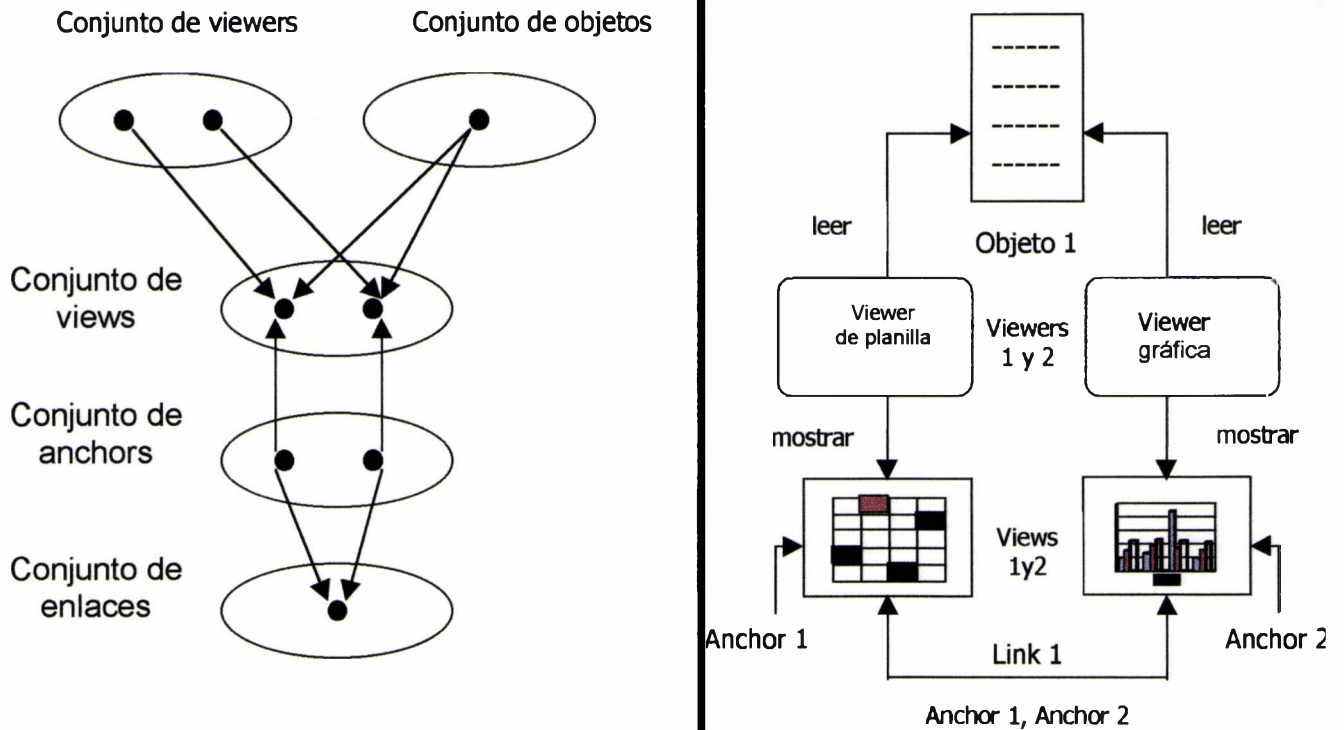 Conjunto de viewers
Conjunto de objetos
Conjunto de
views
Conjunto de
anchors
Conjunto de
enlaces
leer
leer
Objeto 1
Viewer
de planilla
Viewers
1 y 2
Viewer
gráfica
mostrar
mostrar
Views
1y2
Anchor 1
Link 1
Anchor 2
Anchor 1, Anchor 2